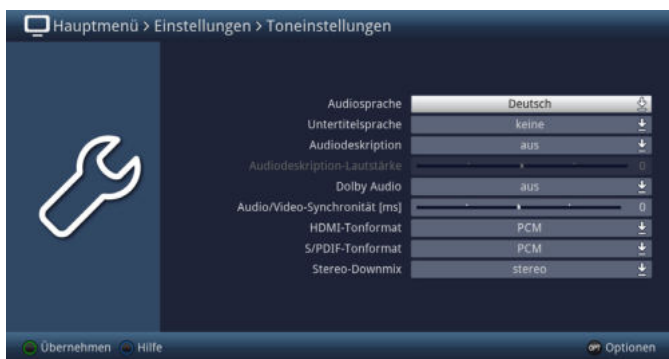 Hauptmenü > Einstellungen > Toneinstellungen
Audiosprache Deutsch
Untertitelsprache keine
Audiodeskription aus
Audiodeskription-Lautstärke 0
Dolby Audio aus
Audio/Video-Synchronität [ms] 0
HDMI-Tonformat PCM
S/PDIF-Tonformat PCM
Stereo-Downmix stereo
Übernehmen Hilfe OPT Optionen